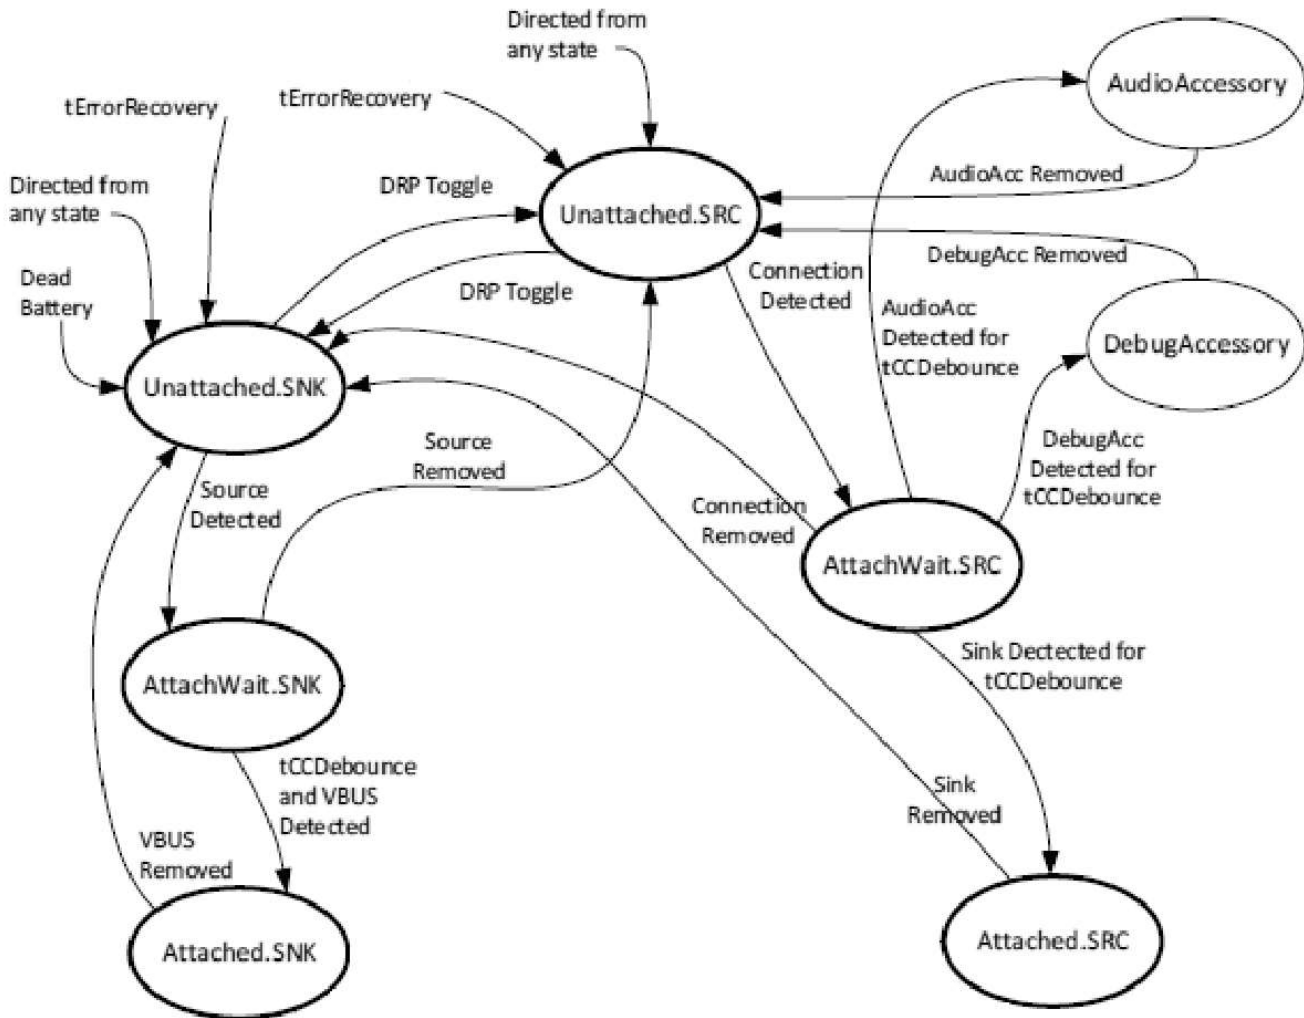 Directed from
any state
AudioAccessory
tErrorRecovery
tErrorRecovery
AudioAcc Removed
Directed from
any state
DRP Toggle
Unattached.SRC
DebugAcc Removed
Dead
Battery
DRP Toggle
Connection
Detected
AudioAcc
Detected for
tCCDebounce
DebugAccessory
Unattached.SNK
Source
Removed
DebugAcc
Detected for
tCCDebounce
Source
Detected
Connection
Removed
AttachWait.SRC
Sink Dectected for
tCCDebounce
AttachWait.SNK
tCCDebounce
and VBUS
Detected
Sink
Removed
VBUS
Removed
Attached.SNK
Attached.SRC